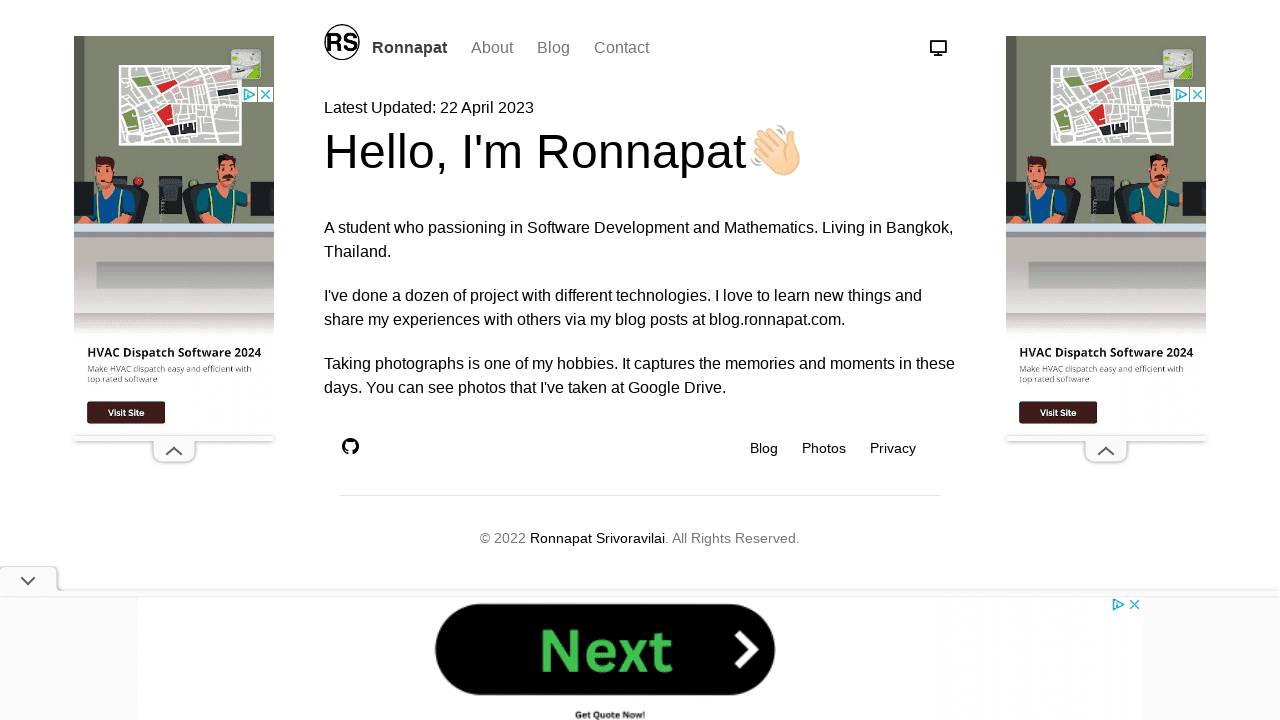 RS Ronnapat About Blog Contact
Latest Updated: 22 April 2023
Hello, I'm Ronnapat👋🏻
A student who passioning in Software Development and Mathematics. Living in Bangkok,
Thailand.
I've done a dozen of project with different technologies. I love to learn new things and
share my experiences with others via my blog posts at blog.ronnapat.com.
Taking photographs is one of my hobbies. It captures the memories and moments in these
days. You can see photos that I've taken at Google Drive.
Blog Photos Privacy
© 2022 Ronnapat Srivoravilai. All Rights Reserved.
HVAC Dispatch Software 2024
Make HVAC dispatch easy and efficient with
top rated software
Visit Site
HVAC Dispatch Software 2024
Make HVAC dispatch easy and efficient with
top rated software
Visit Site
Next
Get Quote Now!